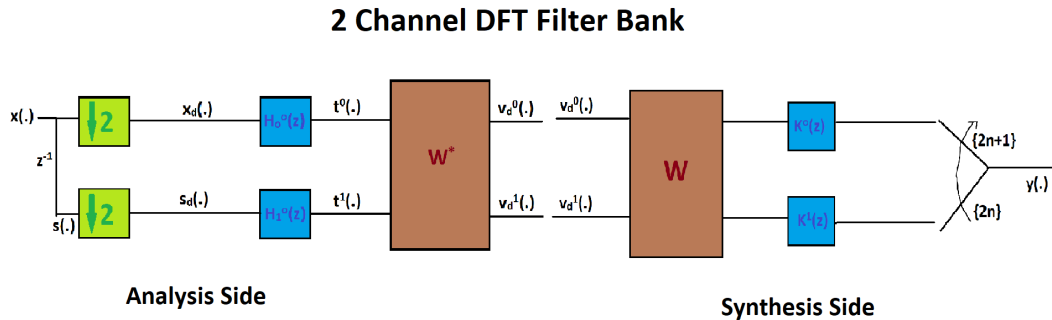 2 Channel DFT Filter Bank
x(.)
z⁻¹
s(.)
↓2
↓2
x_d(.)
s_d(.)
H₀⁰(z)
H₁⁰(z)
t⁰(.)
t¹(.)
W*
v_d⁰(.)
v_d¹(.)
v_d⁰(.)
v_d¹(.)
W
K⁰(z)
K¹(z)
{2n+1}
{2n}
y(.)
Analysis Side
Synthesis Side